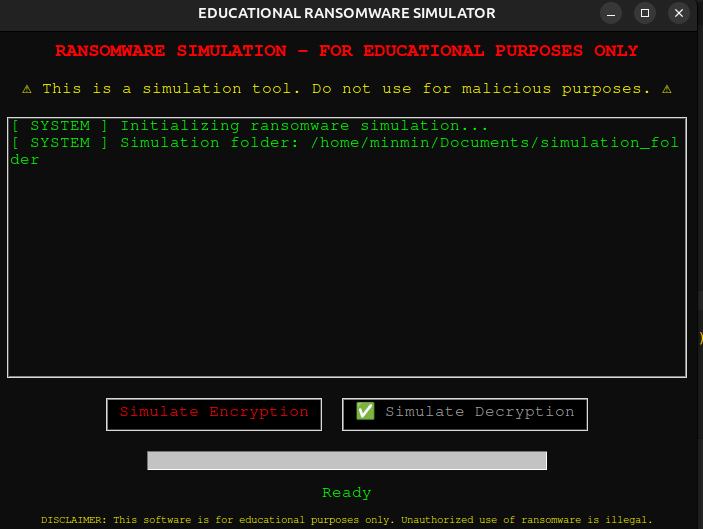 EDUCATIONAL RANSOMWARE SIMULATOR
RANSOMWARE SIMULATION - FOR EDUCATIONAL PURPOSES ONLY
⚠ This is a simulation tool. Do not use for malicious purposes. ⚠
[ SYSTEM ] Initializing ransomware simulation...
[ SYSTEM ] Simulation folder: /home/minmin/Documents/simulation_fol
der
Simulate Encryption
✅ Simulate Decryption
Ready
DISCLAIMER: This software is for educational purposes only. Unauthorized use of ransomware is illegal.